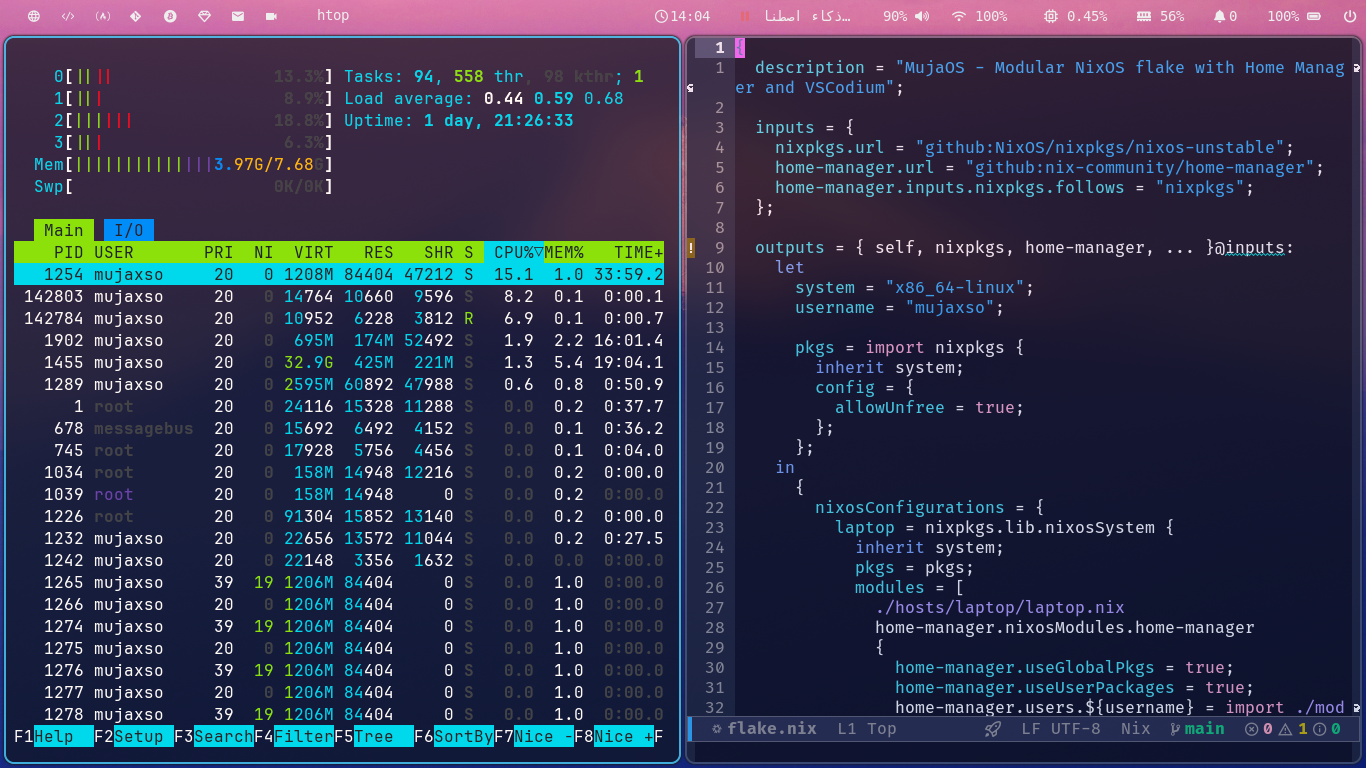 htop
14:04
ذكاء اصطنا...
90%
100%
0.45%
56%
0
100%
0[|||| 13.3%] Tasks: 94, 558 thr, 98 kthr; 1
1[||| 8.9%] Load average: 0.44 0.59 0.68
2[|||||| 18.8%] Uptime: 1 day, 21:26:33
3[||| 6.3%]
Mem[||||||||||||||3.97G/7.68G]
Swp[ 0K/0K]
Main I/O
PID USER PRI NI VIRT RES SHR S CPU%▽MEM% TIME+
1254 mujaxso 20 0 1208M 84404 47212 S 15.1 1.0 33:59.2
142803 mujaxso 20 0 14764 10660 9596 S 8.2 0.1 0:00.1
142784 mujaxso 20 0 10952 6228 3812 R 6.9 0.1 0:00.7
1902 mujaxso 20 0 695M 174M 52492 S 1.9 2.2 16:01.4
1455 mujaxso 20 0 32.9G 425M 221M S 1.3 5.4 19:04.1
1289 mujaxso 20 0 2595M 60892 47988 S 0.6 0.8 0:50.9
1 root 20 0 24116 15328 11288 S 0.0 0.2 0:37.7
678 messagebus 20 0 15692 6492 4152 S 0.0 0.1 0:36.2
745 root 20 0 17928 5756 4456 S 0.0 0.1 0:04.0
1034 root 20 0 158M 14948 12216 S 0.0 0.2 0:00.0
1039 root 20 0 158M 14948 0 S 0.0 0.2 0:00.0
1226 root 20 0 91304 15852 13140 S 0.0 0.2 0:00.0
1232 mujaxso 20 0 22656 13572 11044 S 0.0 0.2 0:27.5
1242 mujaxso 20 0 22148 3356 1632 S 0.0 0.0 0:00.0
1265 mujaxso 39 19 1206M 84404 0 S 0.0 1.0 0:00.0
1266 mujaxso 20 0 1206M 84404 0 S 0.0 1.0 0:00.0
1274 mujaxso 39 19 1206M 84404 0 S 0.0 1.0 0:00.0
1275 mujaxso 20 0 1206M 84404 0 S 0.0 1.0 0:00.0
1276 mujaxso 39 19 1206M 84404 0 S 0.0 1.0 0:00.0
1277 mujaxso 20 0 1206M 84404 0 S 0.0 1.0 0:00.0
1278 mujaxso 39 19 1206M 84404 0 S 0.0 1.0 0:00.0
F1Help F2Setup F3SearchF4FilterF5Tree F6SortByF7Nice -F8Nice +F
1 {
1 description = "MujaOS - Modular NixOS flake with Home Manag
er and VSCodium";
2
3 inputs = {
4 nixpkgs.url = "github:NixOS/nixpkgs/nixos-unstable";
5 home-manager.url = "github:nix-community/home-manager";
6 home-manager.inputs.nixpkgs.follows = "nixpkgs";
7 };
8
! 9 outputs = { self, nixpkgs, home-manager, ... }@inputs:
10 let
11 system = "x86_64-linux";
12 username = "mujaxso";
13
14 pkgs = import nixpkgs {
15 inherit system;
16 config = {
17 allowUnfree = true;
18 };
19 };
20 in
21 {
22 nixosConfigurations = {
23 laptop = nixpkgs.lib.nixosSystem {
24 inherit system;
25 pkgs = pkgs;
26 modules = [
27 ./hosts/laptop/laptop.nix
28 home-manager.nixosModules.home-manager
29 {
30 home-manager.useGlobalPkgs = true;
31 home-manager.useUserPackages = true;
32 home-manager.users.${username} = import ./mod
flake.nix L1 Top LF UTF-8 Nix main 0 1 0